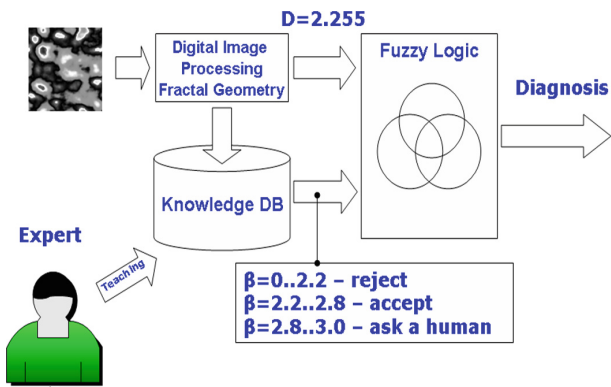 D=2.255
Digital Image
Processing
Fractal Geometry
Fuzzy Logic
Diagnosis
Knowledge DB
Expert
Teaching
β=0..2.2 – reject
β=2.2..2.8 – accept
β=2.8..3.0 – ask a human